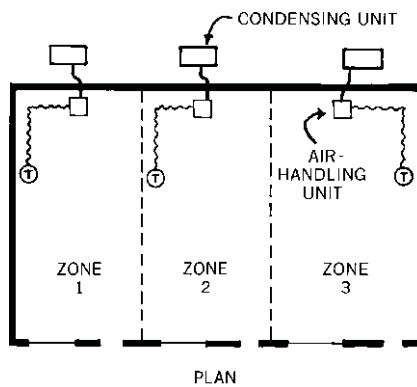 CONDENSING UNIT
AIR-
HANDLING
UNIT
T
T
T
ZONE
1
ZONE
2
ZONE
3
PLAN